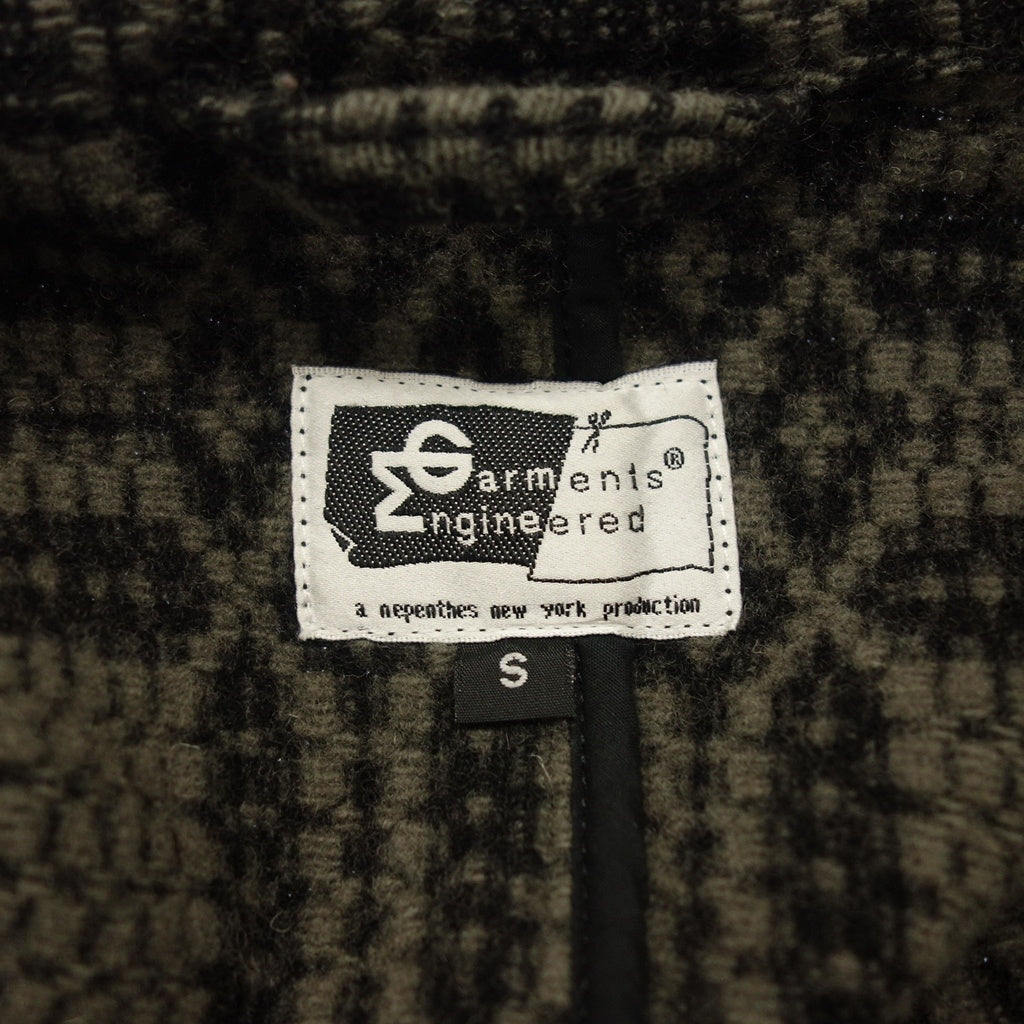 Garments®
Engineered
a nepenthes new york production
S